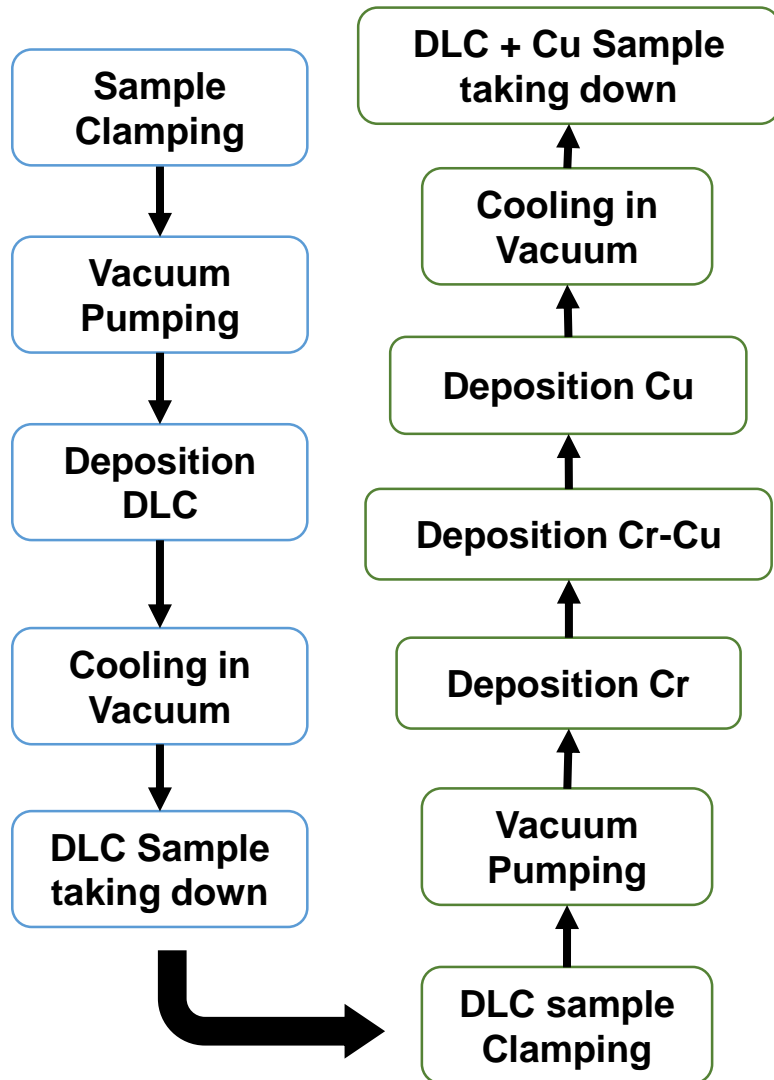 Sample
Clamping
Vacuum
Pumping
Deposition
DLC
Cooling in
Vacuum
DLC Sample
taking down
DLC sample
Clamping
Vacuum
Pumping
Deposition Cr
Deposition Cr-Cu
Deposition Cu
Cooling in
Vacuum
DLC + Cu Sample
taking down